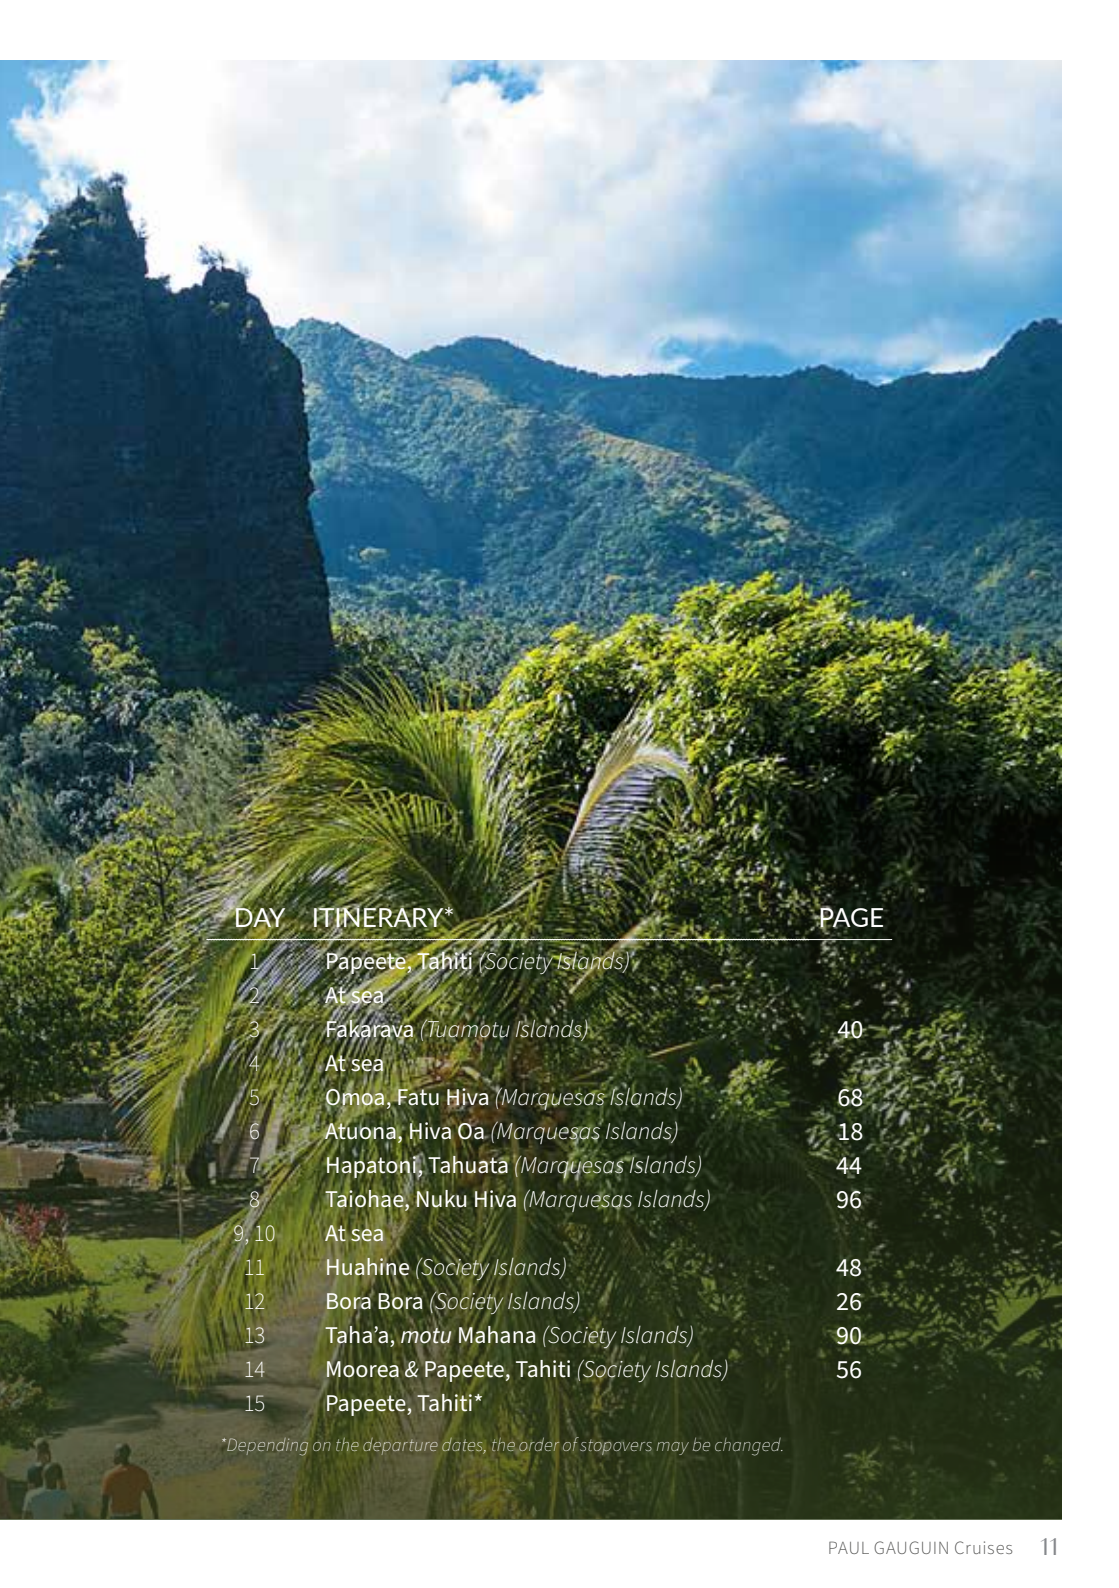 DAY ITINERARY* PAGE
1 Papeete, Tahiti (Society Islands)
2 At sea
3 Fakarava (Tuamotu Islands) 40
4 At sea
5 Omoa, Fatu Hiva (Marquesas Islands) 68
6 Atuona, Hiva Oa (Marquesas Islands) 18
7 Hapatoni, Tahuata (Marquesas Islands) 44
8 Taiohae, Nuku Hiva (Marquesas Islands) 96
9, 10 At sea
11 Huahine (Society Islands) 48
12 Bora Bora (Society Islands) 26
13 Taha’a, motu Mahana (Society Islands) 90
14 Moorea & Papeete, Tahiti (Society Islands) 56
15 Papeete, Tahiti*
*Depending on the departure dates, the order of stopovers may be changed.
PAUL GAUGUIN Cruises 11